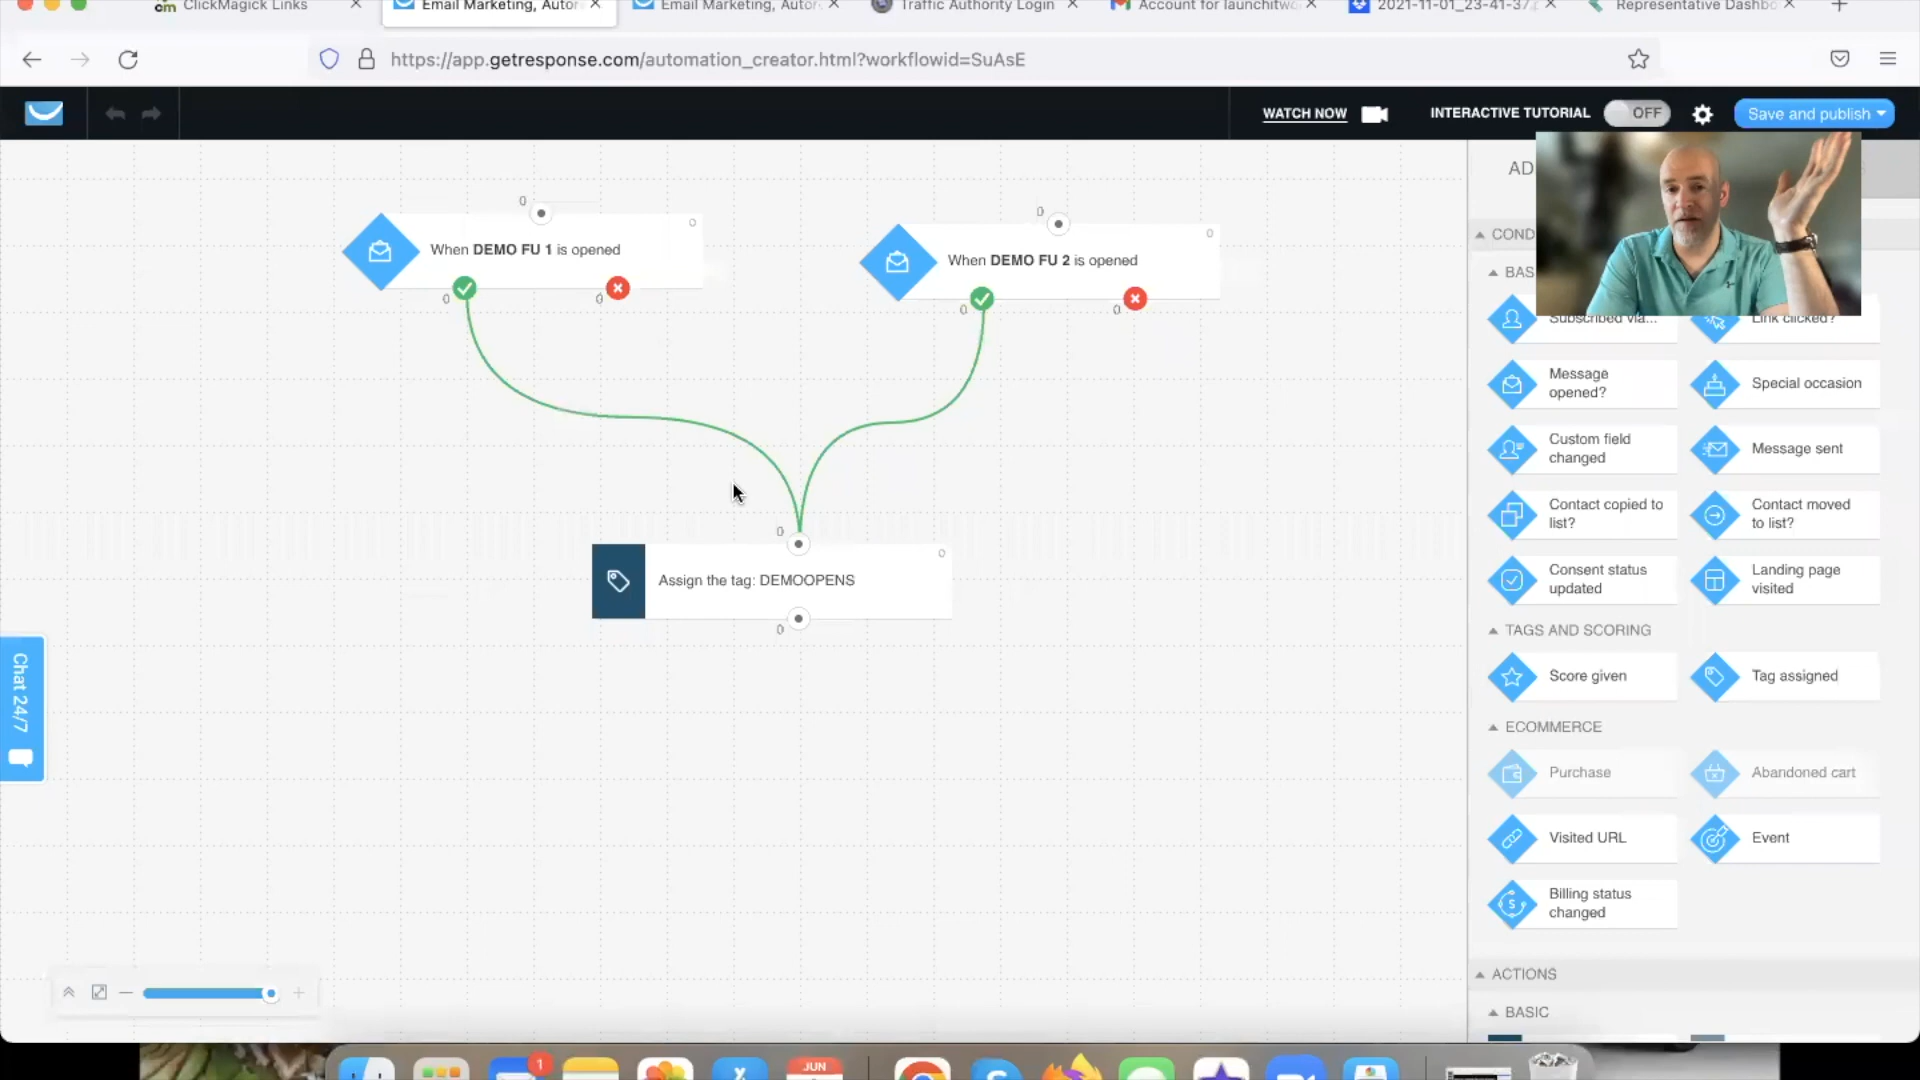 cm ClickMagick Links
Email Marketing, Autor
Email Marketing, Autor
Traffic Authority Login
Account for launchitwo
2021-11-01_23-41-37.
Representative Dashbo
https://app.getresponse.com/automation_creator.html?workflowid=SuAsE
WATCH NOW
INTERACTIVE TUTORIAL
OFF
Save and publish
AD
0
0
When DEMO FU 1 is opened
0
0
0
0
When DEMO FU 2 is opened
0
0
0
0
Assign the tag: DEMOOPENS
0
COND
BAS
Subscribed via...
Link clicked?
Message
opened?
Special occasion
Custom field
changed
Message sent
Contact copied to
list?
Contact moved
to list?
Consent status
updated
Landing page
visited
TAGS AND SCORING
Score given
Tag assigned
ECOMMERCE
Purchase
Abandoned cart
Visited URL
Event
Billing status
changed
ACTIONS
BASIC
Chat 24/7
1
JUN